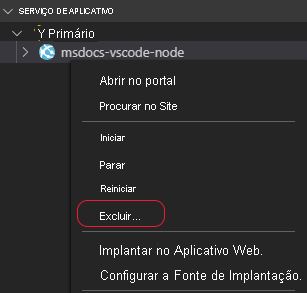 SERVIÇO DE APLICATIVO
Y Primário
msdocs-vscode-node
Abrir no portal
Procurar no Site
Iniciar
Parar
Reiniciar
Excluir...
Implantar no Aplicativo Web.
Configurar a Fonte de Implantação.